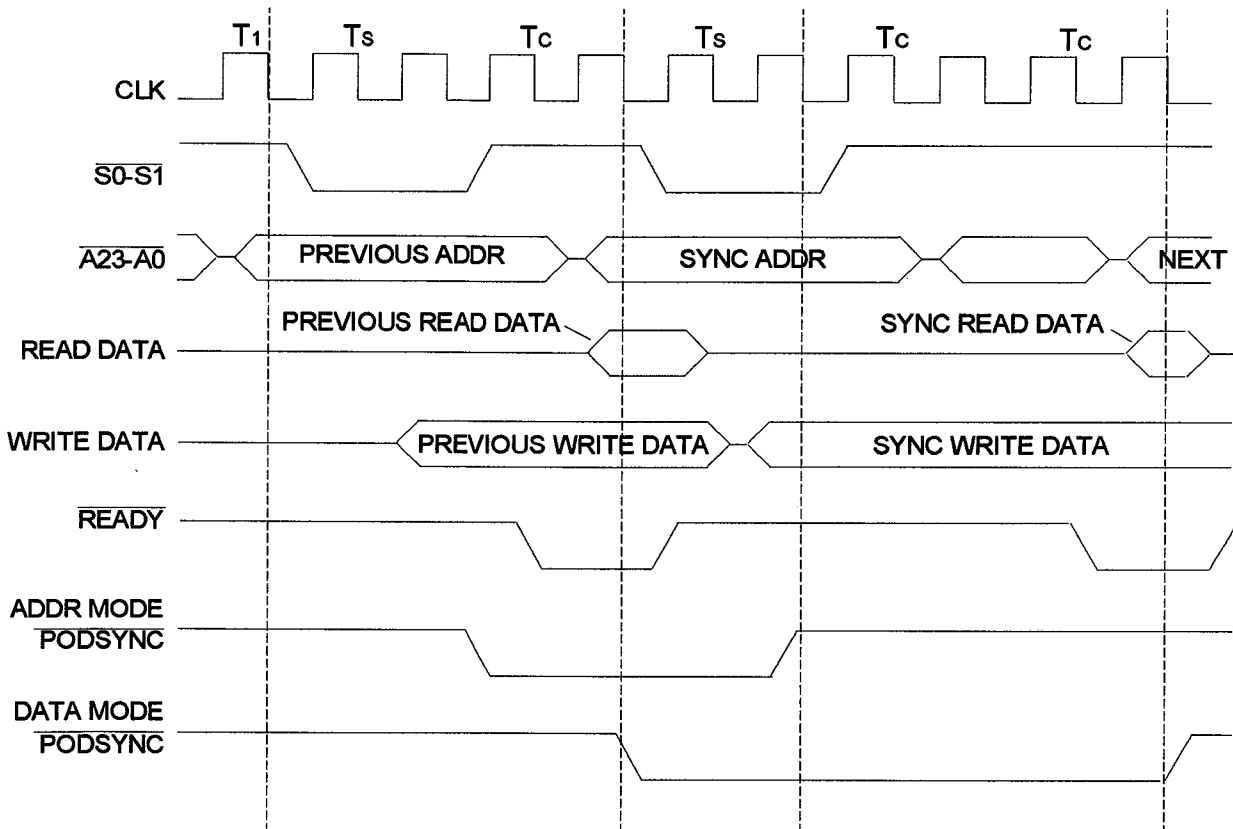 T1 Ts Tc Ts Tc Tc
CLK
S0-S1
A23-A0 PREVIOUS ADDR SYNC ADDR NEXT
PREVIOUS READ DATA SYNC READ DATA
READ DATA
WRITE DATA PREVIOUS WRITE DATA SYNC WRITE DATA
READY
ADDR MODE
PODSYNC
DATA MODE
PODSYNC